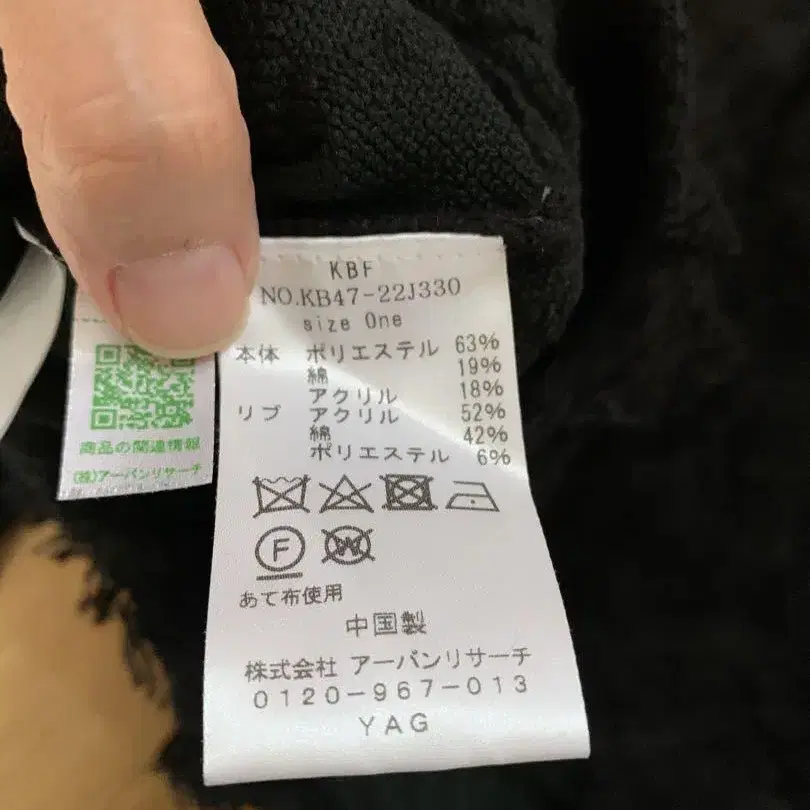 KBF
NO.KB47-22J330
size One
本体 ポリエステル 63%
綿 19%
アクリル 18%
リブ アクリル 52%
綿 42%
ポリエステル 6%
F
W
あて布使用
中国製
株式会社 アーバンリサーチ
0120-967-013
YAG
商品の関連情報
(株)アーバンリサーチ